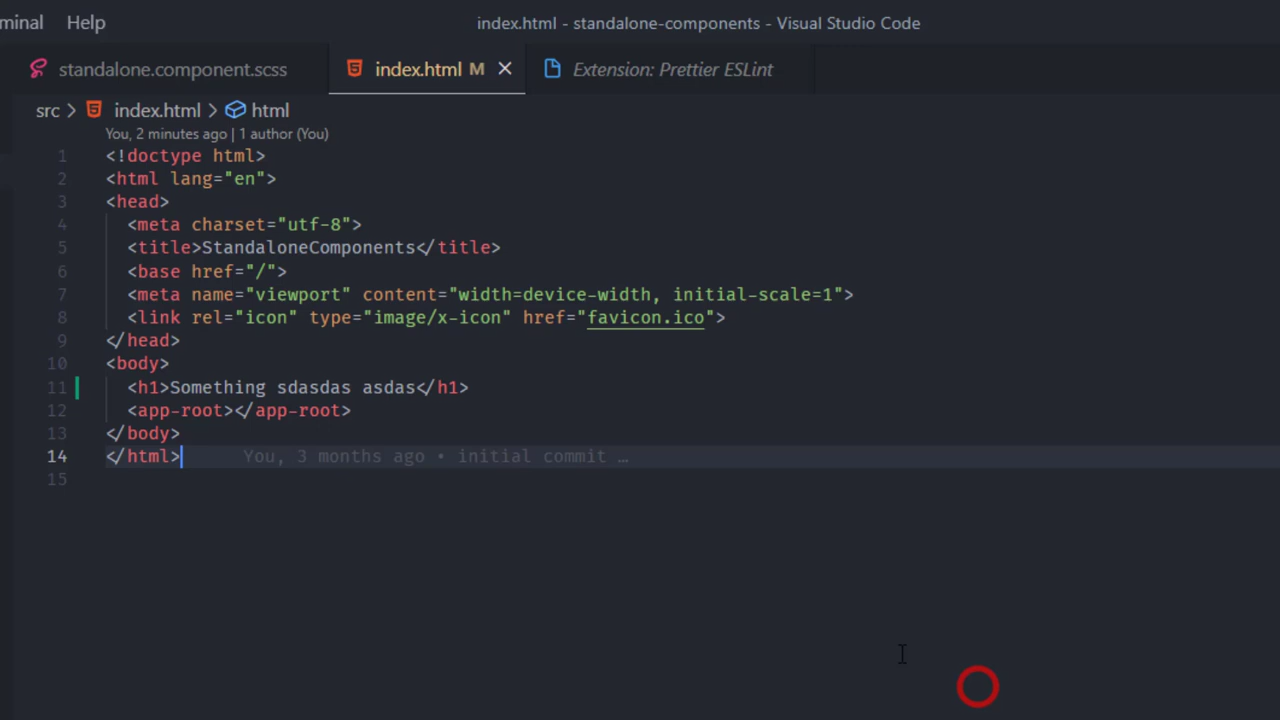 minal Help index.html - standalone-components - Visual Studio Code
standalone.component.scss index.html M Extension: Prettier ESLint
src > index.html > html
You, 2 minutes ago | 1 author (You)
1 <!doctype html>
2 <html lang="en">
3 <head>
4 <meta charset="utf-8">
5 <title>StandaloneComponents</title>
6 <base href="/">
7 <meta name="viewport" content="width=device-width, initial-scale=1">
8 <link rel="icon" type="image/x-icon" href="favicon.ico">
9 </head>
10 <body>
11 <h1>Something sdasdas asdas</h1>
12 <app-root></app-root>
13 </body>
14 </html> You, 3 months ago • initial commit …
15